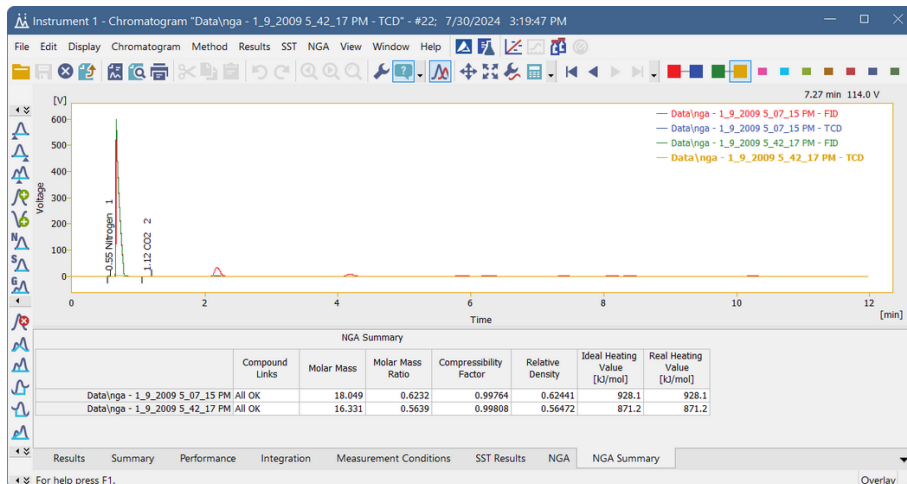 Instrument 1 - Chromatogram "Data\nga - 1_9_2009 5_42_17 PM - TCD" - #22;  7/30/2024  3:19:47 PM
File Edit Display Chromatogram Method Results SST NGA View Window Help
7.27 min 114.0 V
[V]
Data\nga - 1_9_2009 5_07_15 PM - FID
Data\nga - 1_9_2009 5_07_15 PM - TCD
Data\nga - 1_9_2009 5_42_17 PM - FID
Data\nga - 1_9_2009 5_42_17 PM - TCD
600
500
400
300
200
100
0
Voltage
0.55 Nitrogen 1
1.12 CO2 2
0 2 4 6 8 10 12
Time
[min]
NGA Summary
Compound Links Molar Mass Molar Mass Ratio Compressibility Factor Relative Density Ideal Heating Value [kJ/mol] Real Heating Value [kJ/mol]
Data\nga - 1_9_2009 5_07_15 PM All OK 18.049 0.6232 0.99764 0.62441 928.1 928.1
Data\nga - 1_9_2009 5_42_17 PM All OK 16.331 0.5639 0.99808 0.56472 871.2 871.2
Results Summary Performance Integration Measurement Conditions SST Results NGA NGA Summary
For help press F1.
Overlay